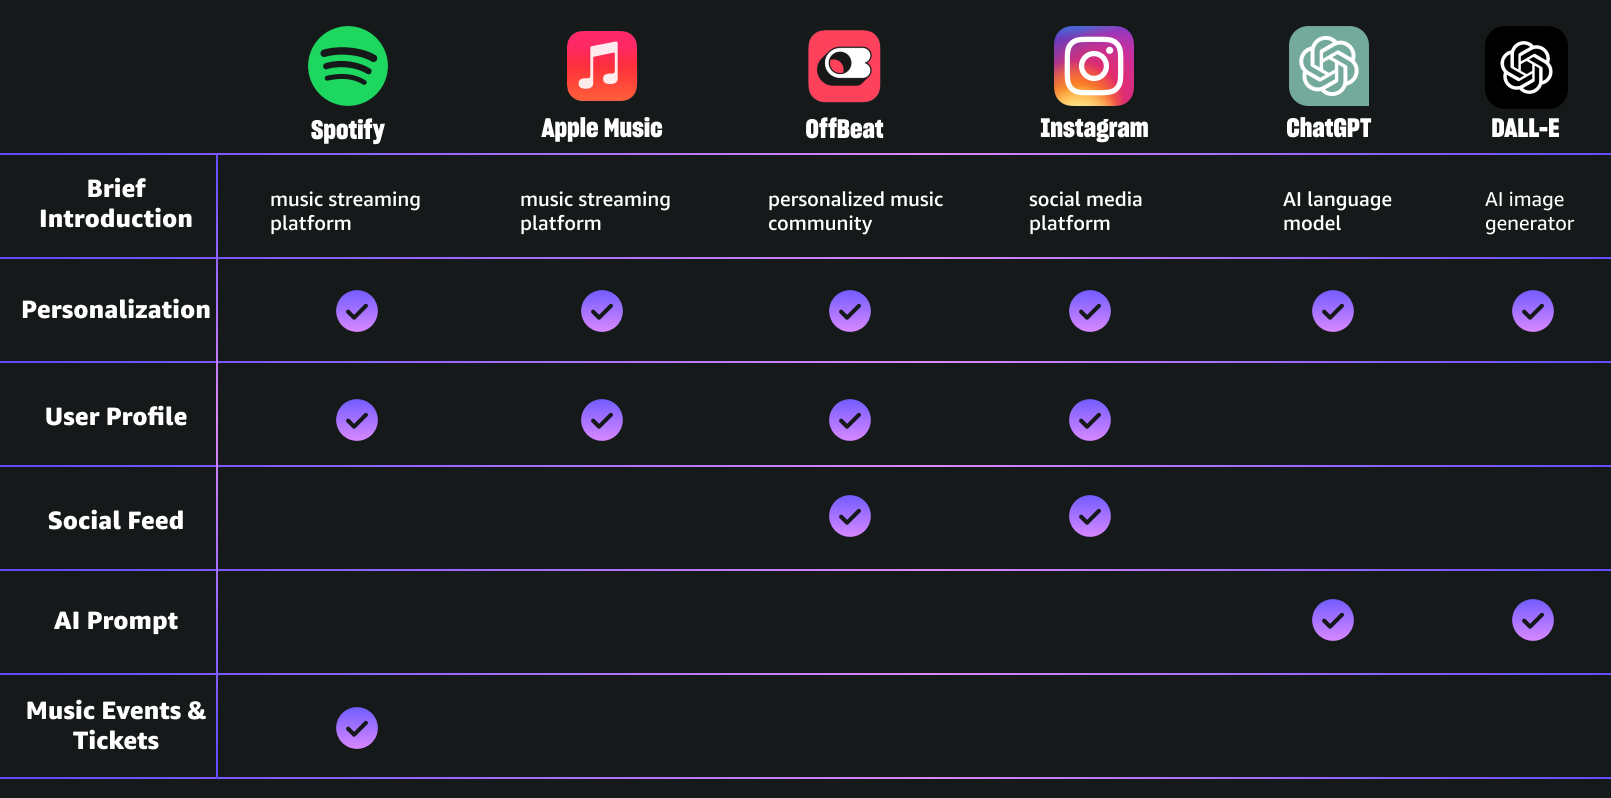 Spotify
Apple Music
OffBeat
Instagram
ChatGPT
DALL-E
Brief
Introduction
music streaming
platform
music streaming
platform
personalized music
community
social media
platform
AI language
model
AI image
generator
Personalization
User Profile
Social Feed
AI Prompt
Music Events &
Tickets